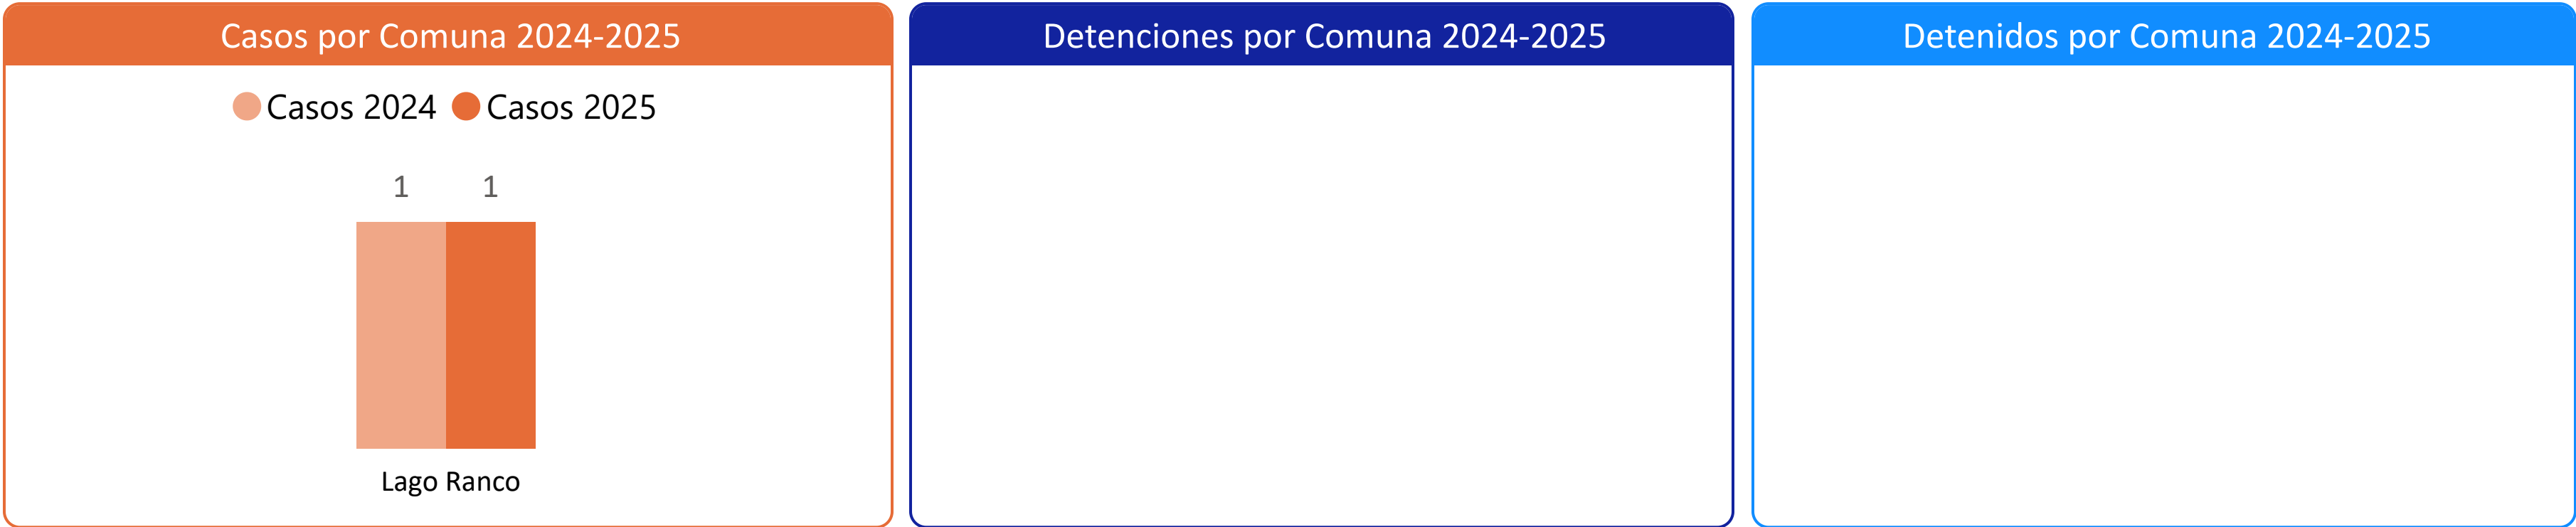 Casos por Comuna 2024-2025
Casos 2024 Casos 2025
1 1
Lago Ranco
Detenciones por Comuna 2024-2025
Detenidos por Comuna 2024-2025